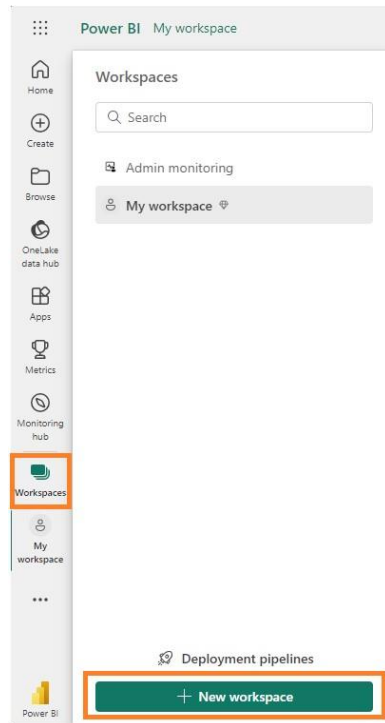 Power BI My workspace
Home
Create
Browse
OneLake
data hub
Apps
Metrics
Monitoring
hub
Workspaces
My
workspace
Power BI
Workspaces
Search
Admin monitoring
My workspace
Deployment pipelines
New workspace